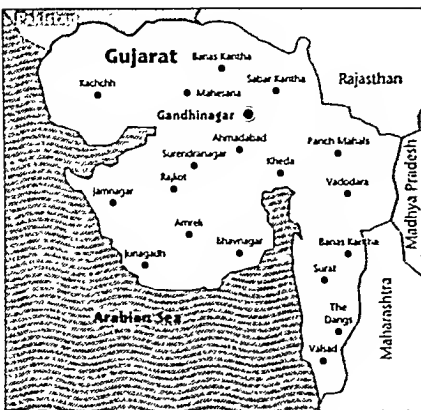 Pakistan
Gujarat
Banas Kantha
Kachchh
Mahesana
Sabar Kantha
Rajasthan
Gandhinagar
Ahmadabad
Panch Mahals
Surendranagar
Kheda
Rajkot
Vadodara
Jamnagar
Madhya Pradesh
Amreli
Bhavnagar
Banas Kantha
Junagadh
Surat
Maharashtra
Arabian Sea
The
Dangs
Valsad